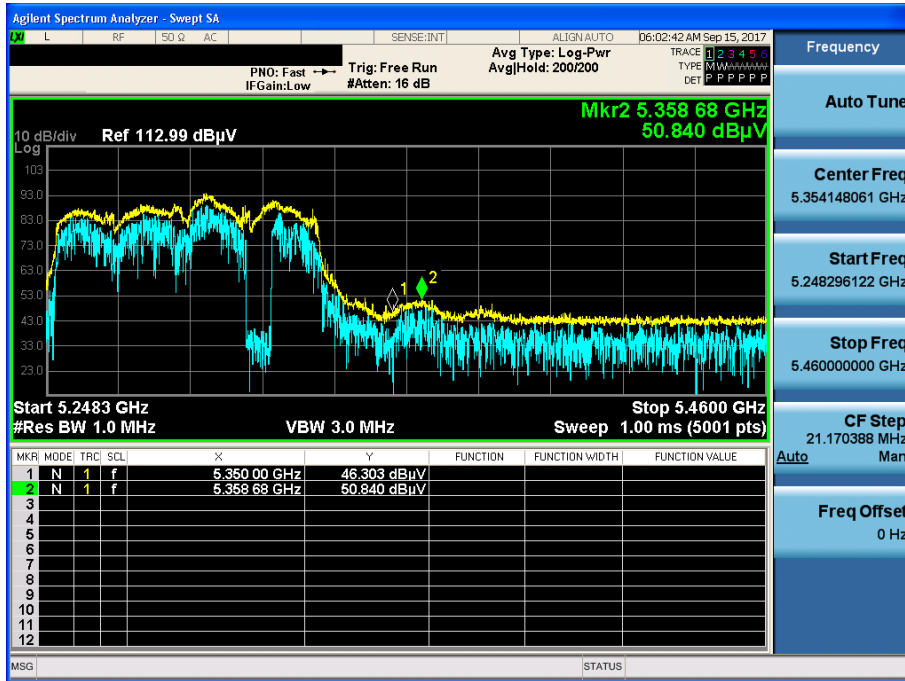 Agilent Spectrum Analyzer - Swept SA
LXI L RF 50 Ω AC SENSE:INT ALIGN AUTO 06:02:42 AM Sep 15, 2017
Frequency
PNO: Fast Trig: Free Run Avg Type: Log-Pwr TRACE 1 2 3 4 5 6
IFGain:Low #Atten: 16 dB Avg|Hold: 200/200 TYPE M W
DET P P P P P P
Auto Tune
Mkr2 5.358 68 GHz
50.840 dBµV
10 dB/div Ref 112.99 dBµV
Log
103
93.0
83.0
73.0
63.0
53.0
43.0
33.0
23.0
1
2
Center Freq
5.354148061 GHz
Start Freq
5.248296122 GHz
Stop Freq
5.460000000 GHz
Start 5.2483 GHz Stop 5.4600 GHz
#Res BW 1.0 MHz VBW 3.0 MHz Sweep 1.00 ms (5001 pts)
CF Step
21.170388 MHz
Auto Man
MKR MODE TRC SCL X Y FUNCTION FUNCTION WIDTH FUNCTION VALUE
1 N 1 f 5.350 00 GHz 46.303 dBµV
2 N 1 f 5.358 68 GHz 50.840 dBµV
3
4
5
6
7
8
9
10
11
12
Freq Offset
0 Hz
MSG STATUS